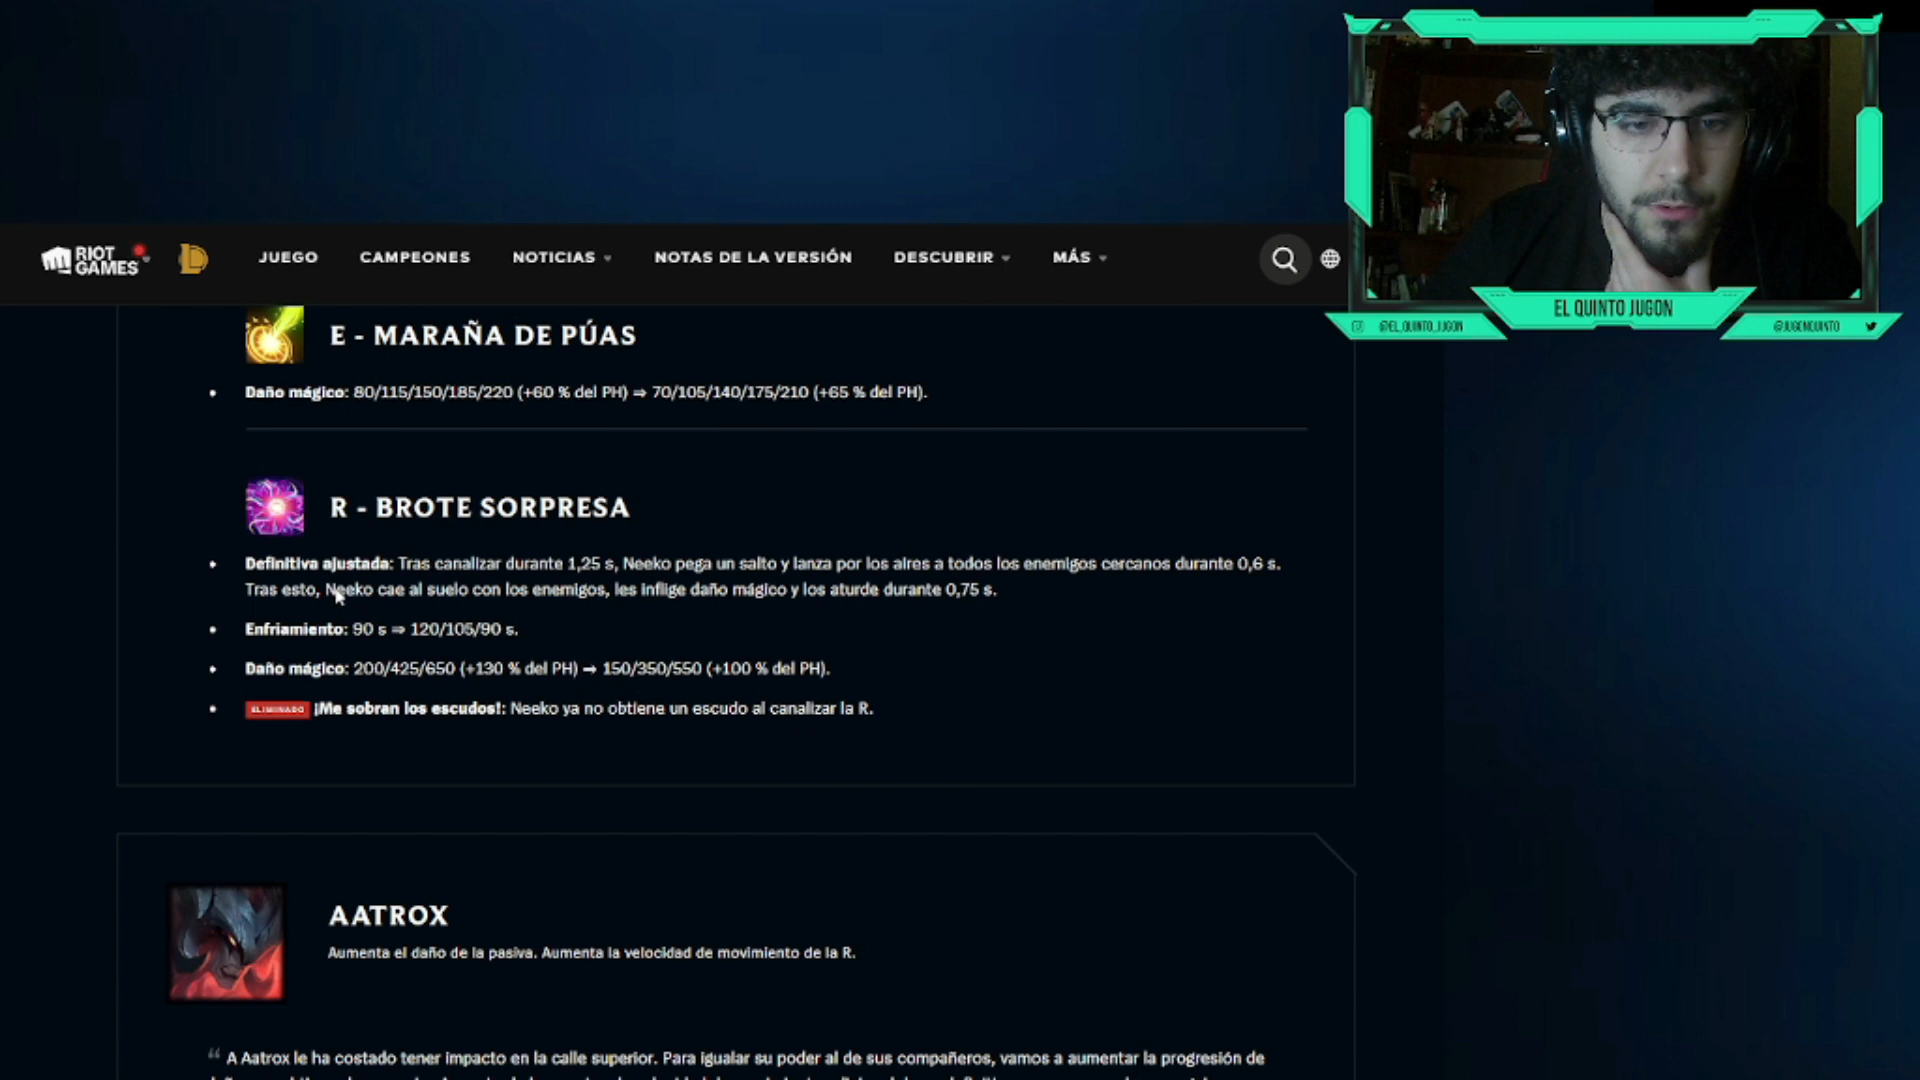 RIOT
GAMES
JUEGO CAMPEONES NOTICIAS NOTAS DE LA VERSIÓN DESCUBRIR MÁS
EL QUINTO JUGON
@EL_QUINTO_JUGON @JUGONQUINTO
E - MARAÑA DE PÚAS
• Daño mágico: 80/115/150/185/220 (+60 % del PH) ⇒ 70/105/140/175/210 (+65 % del PH).
R - BROTE SORPRESA
• Definitiva ajustada: Tras canalizar durante 1,25 s, Neeko pega un salto y lanza por los aires a todos los enemigos cercanos durante 0,6 s.
Tras esto, Neeko cae al suelo con los enemigos, les inflige daño mágico y los aturde durante 0,75 s.
• Enfriamiento: 90 s ⇒ 120/105/90 s.
• Daño mágico: 200/425/650 (+130 % del PH) ⇒ 150/350/550 (+100 % del PH).
• ELIMINADO ¡Me sobran los escudos!: Neeko ya no obtiene un escudo al canalizar la R.
AATROX
Aumenta el daño de la pasiva. Aumenta la velocidad de movimiento de la R.
“ A Aatrox le ha costado tener impacto en la calle superior. Para igualar su poder al de sus compañeros, vamos a aumentar la progresión de